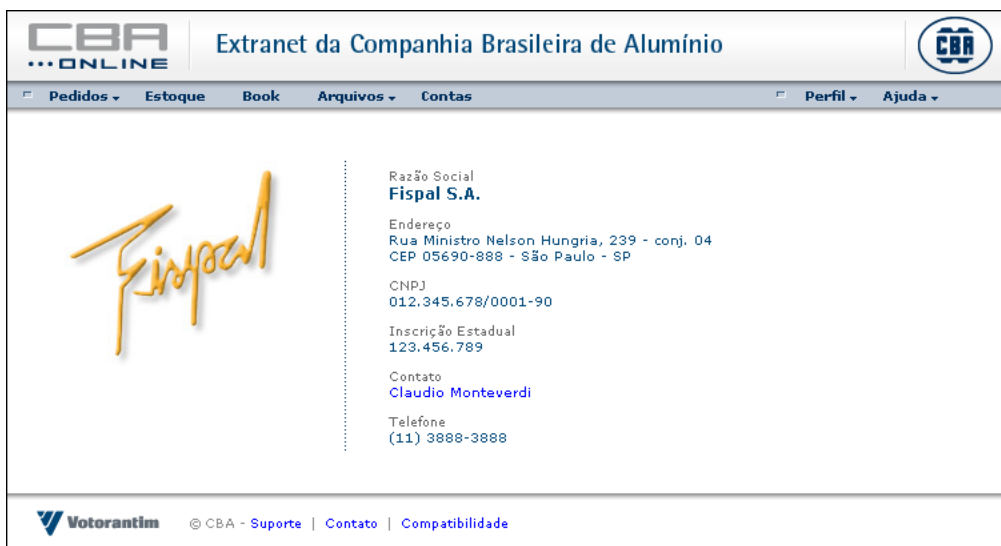 CBA
...ONLINE
Extranet da Companhia Brasileira de Alumínio
CBA
Pedidos Estoque Book Arquivos Contas Perfil Ajuda
Fispal
Razão Social
Fispal S.A.
Endereço
Rua Ministro Nelson Hungria, 239 - conj. 04
CEP 05690-888 - São Paulo - SP
CNPJ
012.345.678/0001-90
Inscrição Estadual
123.456.789
Contato
Claudio Monteverdi
Telefone
(11) 3888-3888
Votorantim © CBA - Suporte | Contato | Compatibilidade